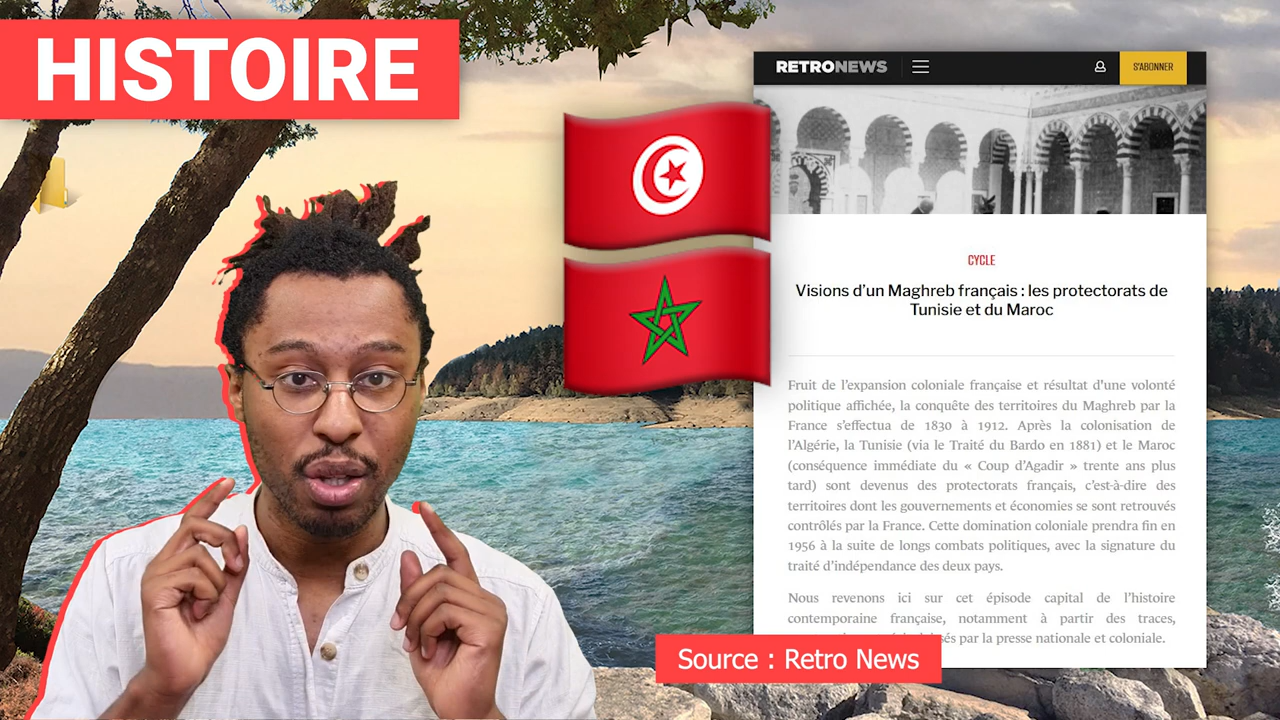 HISTOIRE
RETRONEWS
S'ABONNER
CYCLE
Visions d'un Maghreb français : les protectorats de
Tunisie et du Maroc
Fruit de l'expansion coloniale française et résultat d'une volonté
politique affichée, la conquête des territoires du Maghreb par la
France s'effectua de 1830 à 1912. Après la colonisation de
l'Algérie, la Tunisie (via le Traité du Bardo en 1881) et le Maroc
(conséquence immédiate du « Coup d'Agadir » trente ans plus
tard) sont devenus des protectorats français, c'est-à-dire des
territoires dont les gouvernements et économies se sont retrouvés
contrôlés par la France. Cette domination coloniale prendra fin en
1956 à la suite de longs combats politiques, avec la signature du
traité d'indépendance des deux pays.
Nous revenons ici sur cet épisode capital de l'histoire
contemporaine française, notamment à partir des traces,
par la presse nationale et coloniale.
Source : Retro News